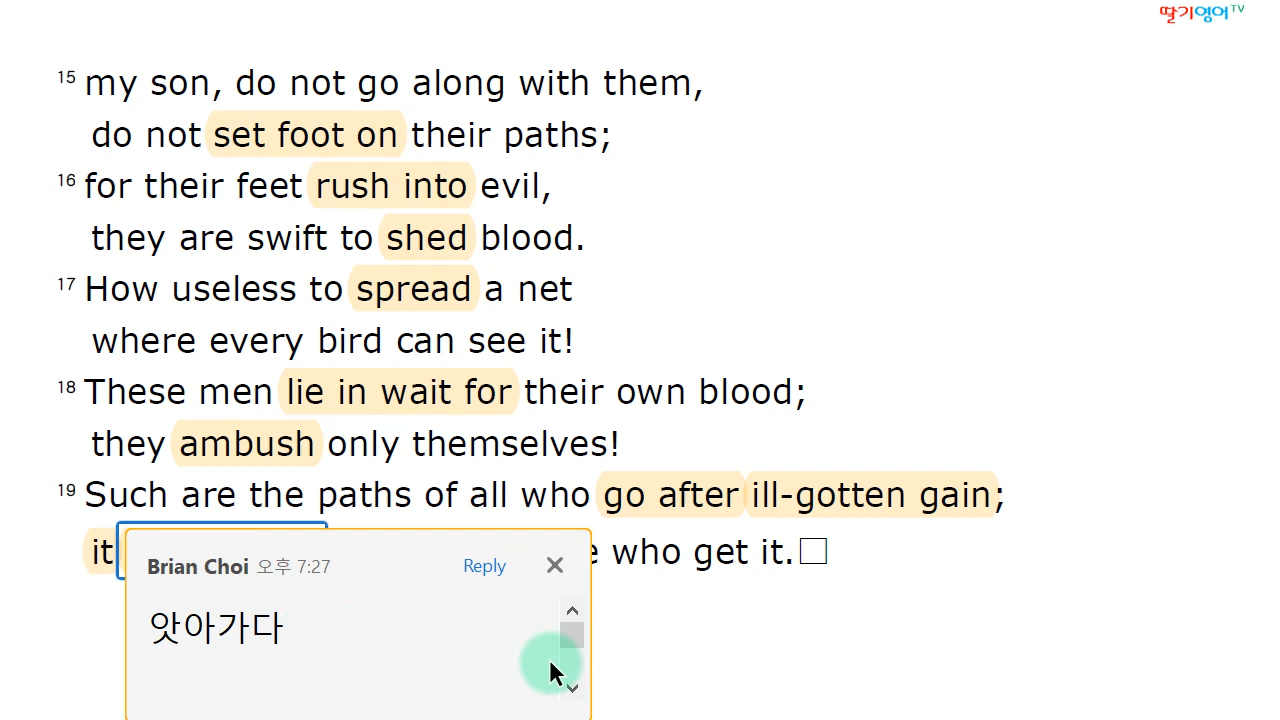 딸기영어TV
15 my son, do not go along with them,
do not set foot on their paths;
16 for their feet rush into evil,
they are swift to shed blood.
17 How useless to spread a net
where every bird can see it!
18 These men lie in wait for their own blood;
they ambush only themselves!
19 Such are the paths of all who go after ill-gotten gain;
it who get it.
Brian Choi 오후 7:27 Reply
앗아가다